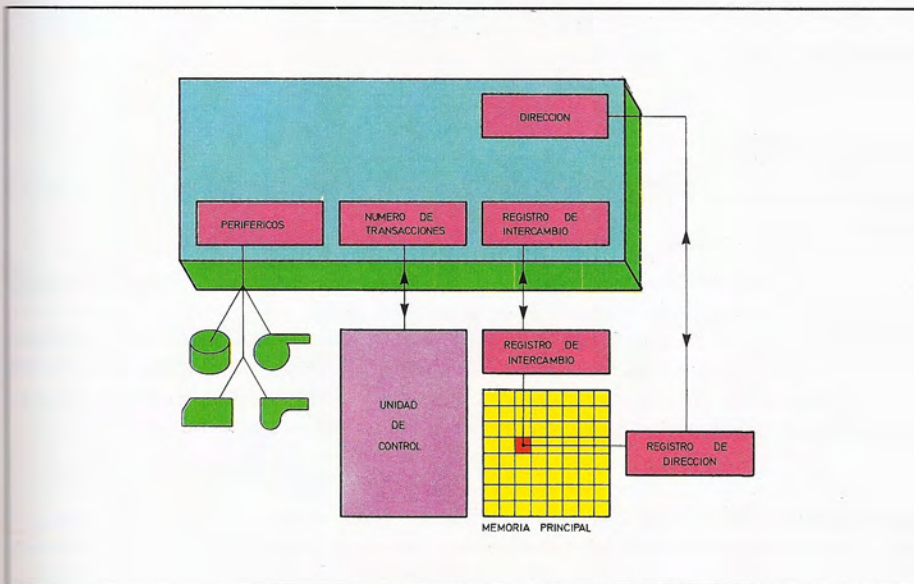 DIRECCION
PERIFERICOS
NUMERO DE
TRANSACCIONES
REGISTRO DE
INTERCAMBIO
REGISTRO DE
INTERCAMBIO
UNIDAD
DE
CONTROL
REGISTRO DE
DIRECCION
MEMORIA PRINCIPAL